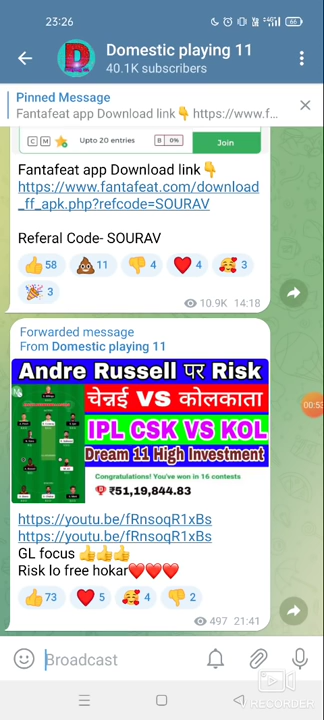 23:26
66
Domestic playing 11
40.1K subscribers
Pinned Message
Fantafeat app Download link👇 https://www.f...
C M Upto 20 entries B 0% Join
Fantafeat app Download link👇
https://www.fantafeat.com/download
_ff_apk.php?refcode=SOURAV
Referal Code- SOURAV
👍58 💩11 👎4 ❤4 🥰3
🎉3
10.9K 14:18
Forwarded message
From Domestic playing 11
Andre Russell पर Risk
चेन्नई VS कोलकाता
IPL CSK VS KOL
Dream 11 High Investment
Congratulations! You've won in 16 contests
₹51,19,844.83
https://youtu.be/fRnsoqR1xBs
https://youtu.be/fRnsoqR1xBs
GL focus 👍👍👍
Risk lo free hokar❤❤❤
👍73 ❤5 🥰4 👎2
497 21:41
00:53
Broadcast
RECORDER